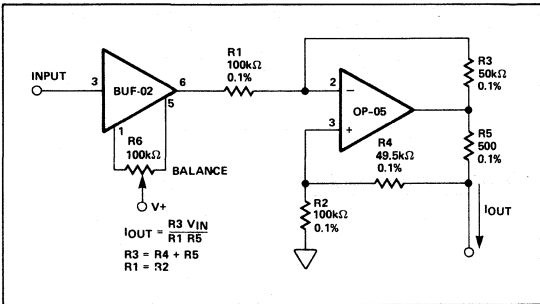 INPUT
3
BUF-02
6
5
1
R6
100kΩ
BALANCE
V+
R1
100kΩ
0.1%
2
−
OP-05
3
+
R3
50kΩ
0.1%
R5
500
0.1%
R4
49.5kΩ
0.1%
R2
100kΩ
0.1%
IOUT
IOUT = R3 VIN / R1 R5
R3 = R4 + R5
R1 = R2